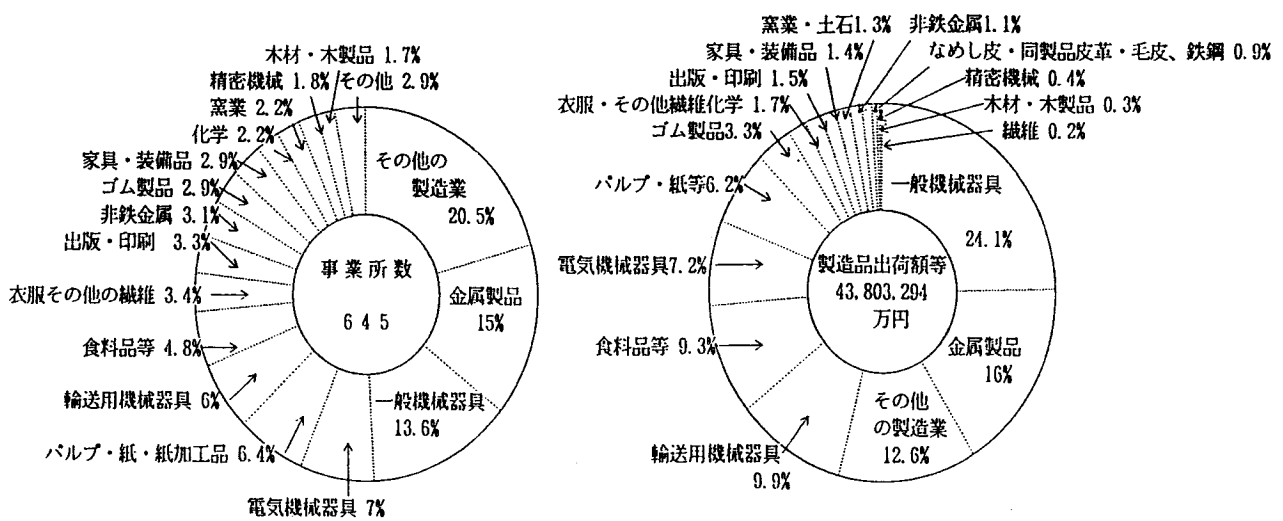 木材・木製品 1.7%
精密機械 1.8%
その他 2.9%
窯業 2.2%
化学 2.2%
家具・装備品 2.9%
ゴム製品 2.9%
非鉄金属 3.1%
出版・印刷 3.3%
衣服その他の繊維 3.4%
食料品等 4.8%
輸送用機械器具 6%
パルプ・紙・紙加工品 6.4%
電気機械器具 7%
一般機械器具
13.6%
金属製品
15%
その他の
製造業
20.5%
事業所数
645
窯業・土石1.3%
非鉄金属1.1%
家具・装備品 1.4%
なめし皮・同製品皮革・毛皮、鉄鋼 0.9%
出版・印刷 1.5%
精密機械 0.4%
衣服・その他繊維化学 1.7%
木材・木製品 0.3%
ゴム製品3.3%
繊維 0.2%
パルプ・紙等6.2%
一般機械器具
24.1%
電気機械器具7.2%
製造品出荷額等
43.803.294
万円
食料品等 9.3%
金属製品
16%
その他
の製造業
12.6%
輸送用機械器具
9.9%